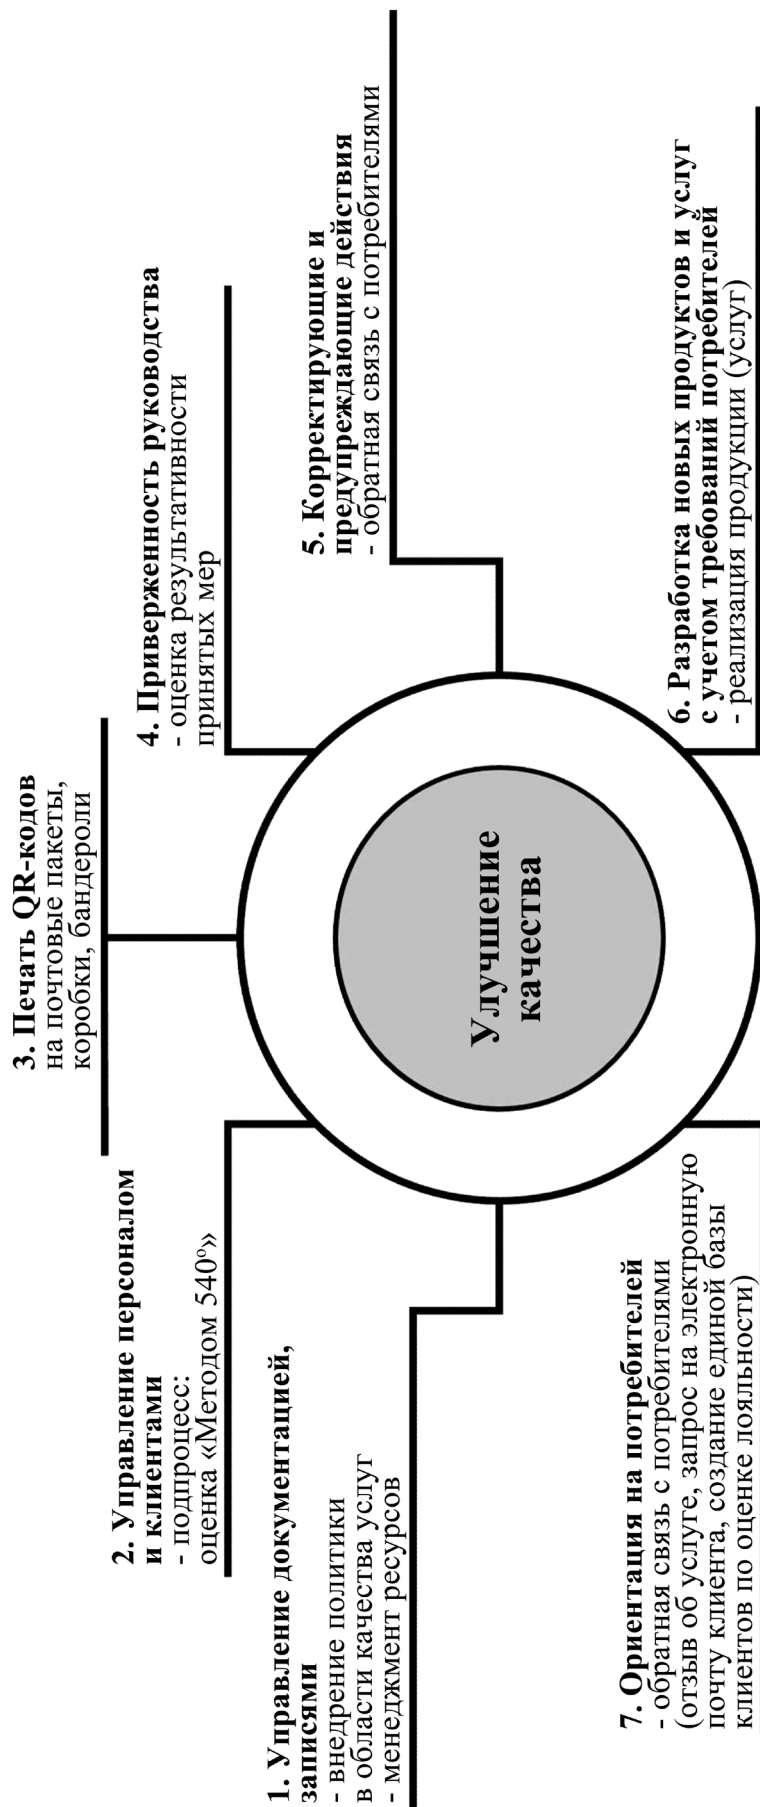 1. Управление документацией,
записями
- внедрение политики
в области качества услуг
- менеджмент ресурсов
2. Управление персоналом
и клиентами
- подпроцесс:
оценка «Методом 540º»
3. Печать QR-кодов
на почтовые пакеты,
коробки, бандероли
4. Приверженность руководства
- оценка результативности
принятых мер
5. Корректирующие и
предупреждающие действия
- обратная связь с потребителями
6. Разработка новых продуктов и услуг
с учетом требований потребителей
- реализация продукции (услуг)
7. Ориентация на потребителей
- обратная связь с потребителями
(отзыв об услуге, запрос на электронную
почту клиента, создание единой базы
клиентов по оценке лояльности)
Улучшение
качества